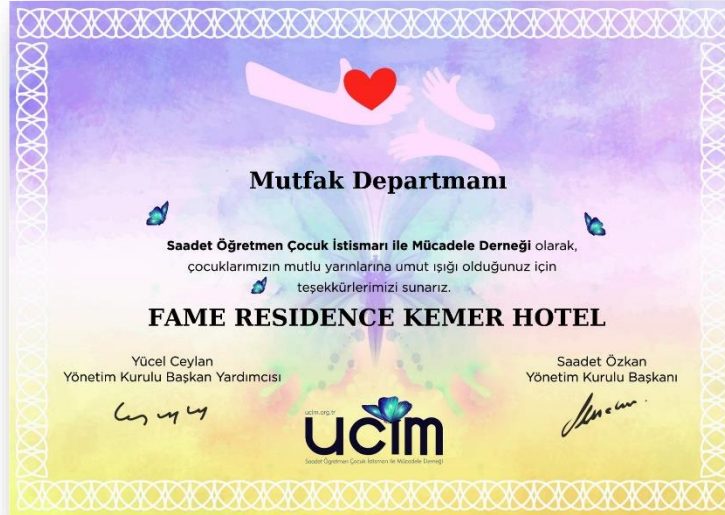 Mutfak Departmanı
Saadet Öğretmen Çocuk İstismarı ile Mücadele Derneği olarak,
çocuklarımızın mutlu yarınlarına umut ışığı olduğunuz için
teşekkürlerimizi sunarız.
FAME RESIDENCE KEMER HOTEL
Yücel Ceylan
Yönetim Kurulu Başkan Yardımcısı
Saadet Özkan
Yönetim Kurulu Başkanı
ucim.org.tr
ucim
Saadet Öğretmen Çocuk İstismarı ile Mücadele Derneği